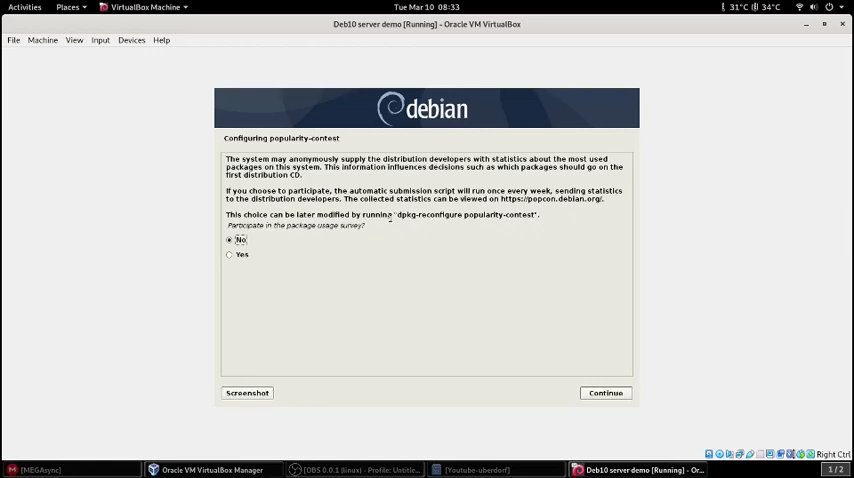 Activities Places VirtualBox Machine Tue Mar 10 08:33 31°C 34°C
Deb10 server demo [Running] - Oracle VM VirtualBox
File Machine View Input Devices Help
debian
Configuring popularity-contest
The system may anonymously supply the distribution developers with statistics about the most used
packages on this system. This information influences decisions such as which packages should go on the
first distribution CD.
If you choose to participate, the automatic submission script will run once every week, sending statistics
to the distribution developers. The collected statistics can be viewed on https://popcon.debian.org/.
This choice can be later modified by running "dpkg-reconfigure popularity-contest".
Participate in the package usage survey?
No
Yes
Screenshot Continue
Right Ctrl
[MEGAsync] Oracle VM VirtualBox Manager [OBS 0.0.1 (linux) - Profile: Untitle... [Youtube-uberdorf] Deb10 server demo [Running] - Or... 1 / 2